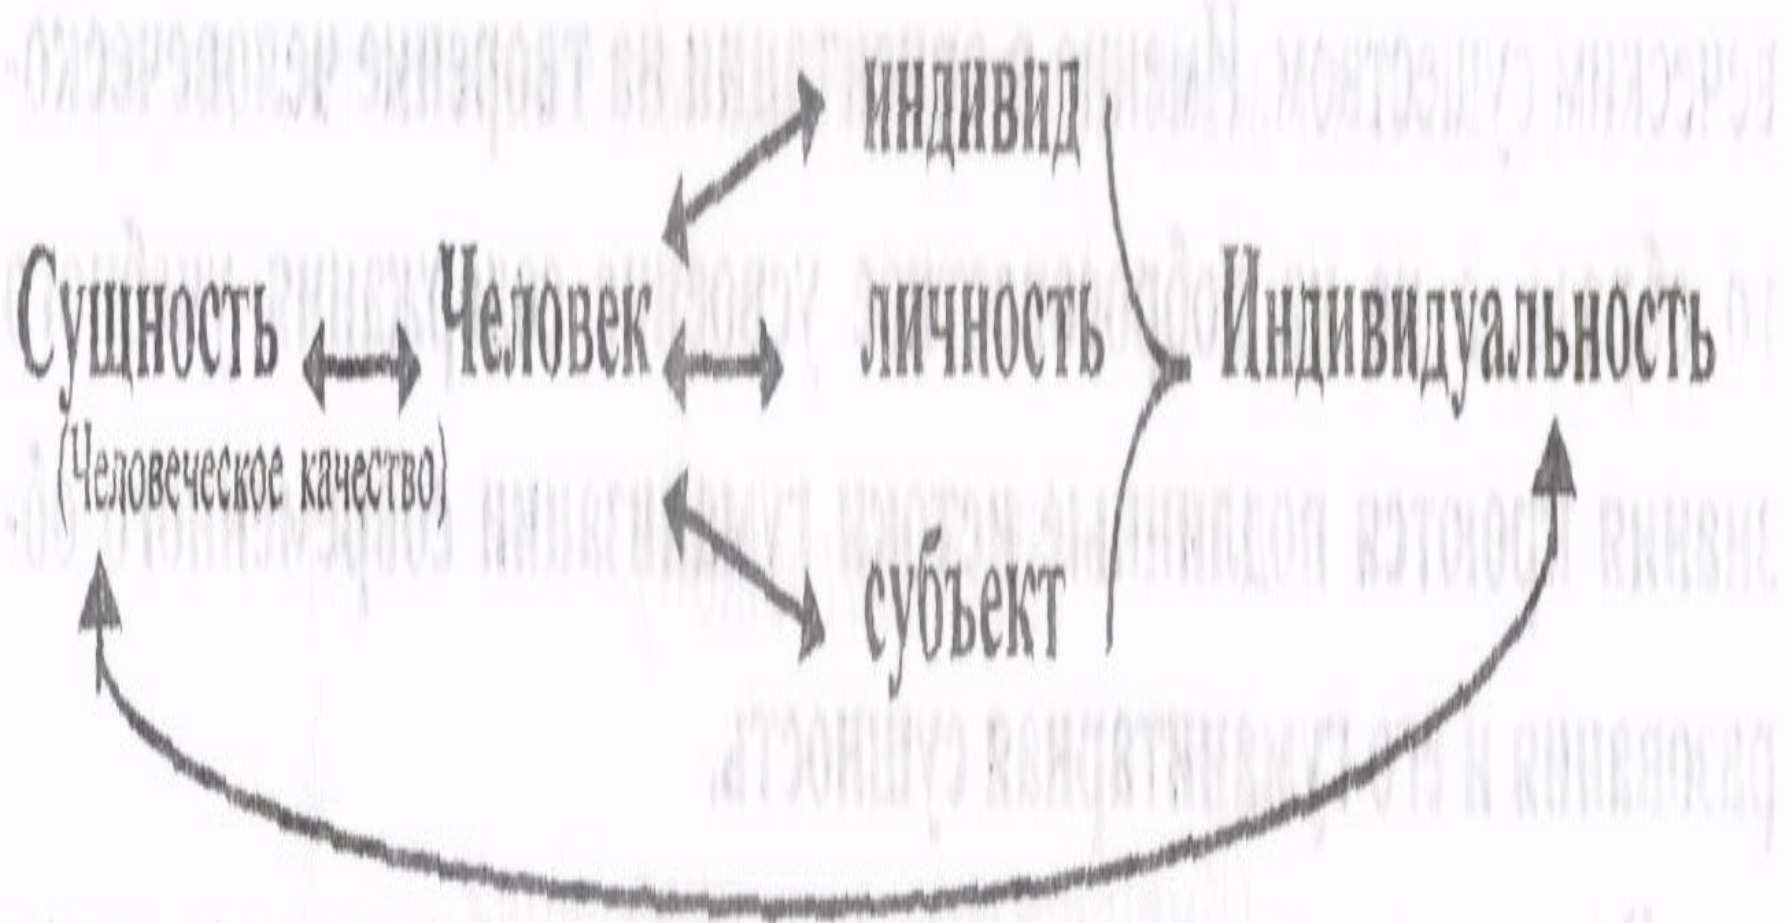 индивид
Сущность Человек личность Индивидуальность
(Человеческое качество)
субъект